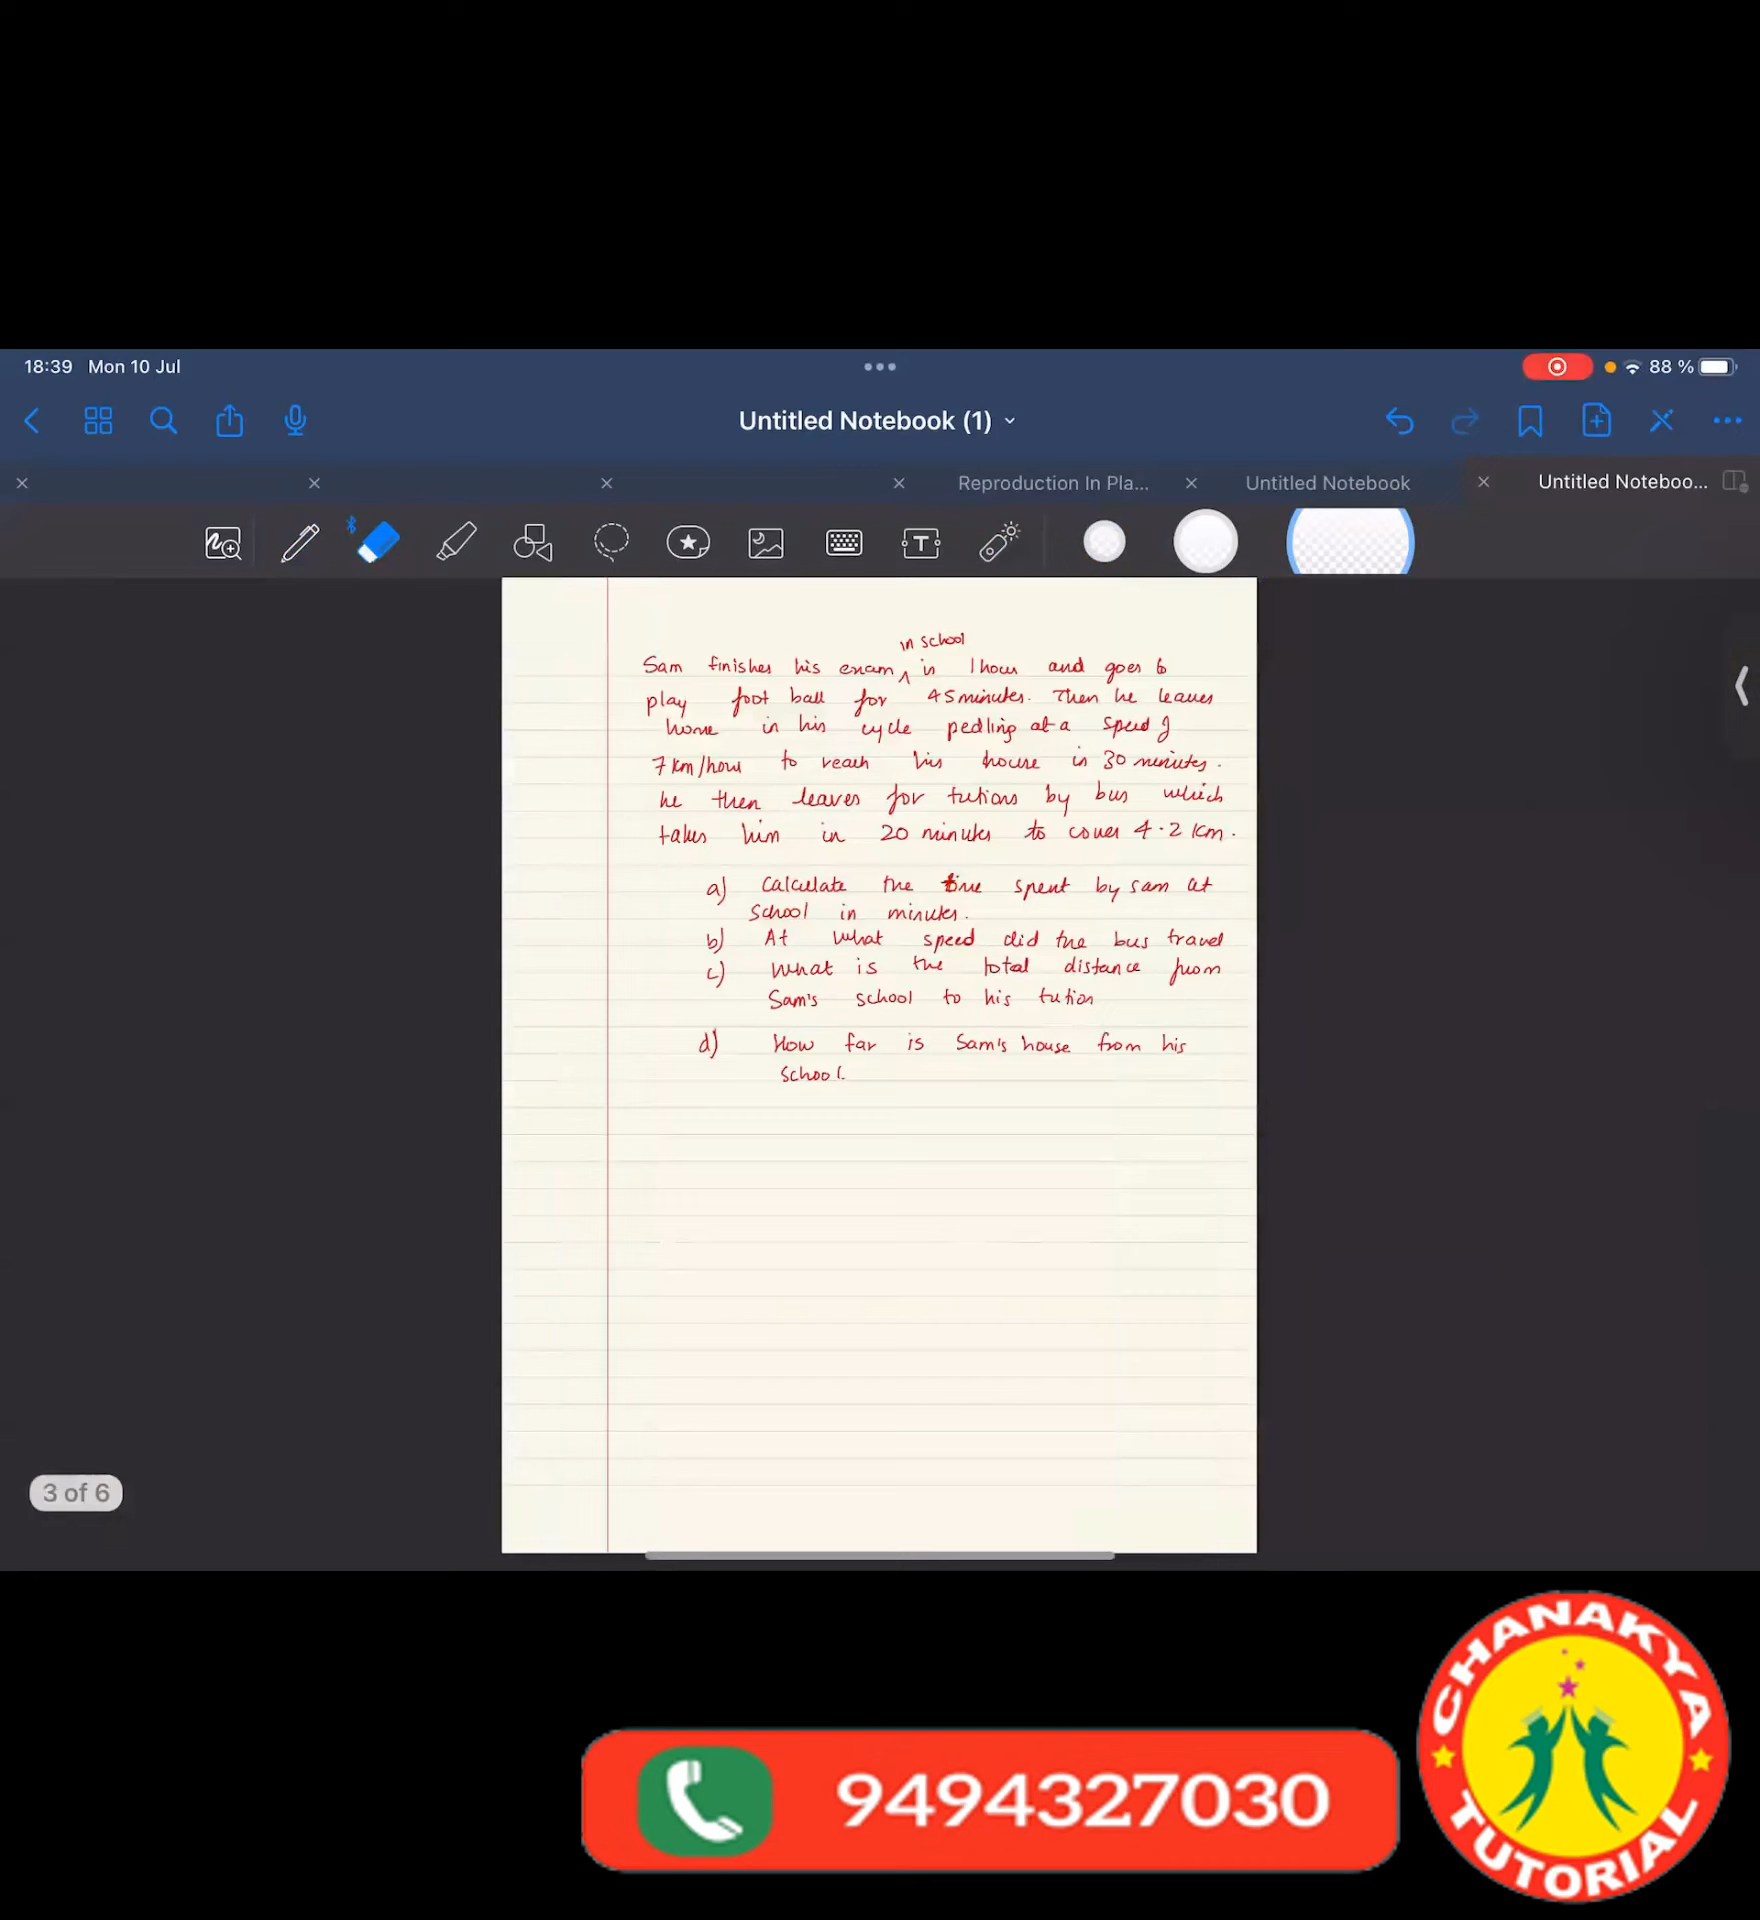 18:39 Mon 10 Jul
88 %
Untitled Notebook (1)
Reproduction In Pla...
Untitled Notebook
Untitled Noteboo...
in school
Sam finishes his exam in 1 hour and goes to
play foot ball for 45 minutes. Then he leaves
home in his cycle pedling at a speed of
7 km/hour to reach his house in 30 minutes.
he then leaves for tutions by bus which
takes him in 20 minutes to cover 4.2 km.
a) Calculate the time spent by sam at
school in minutes.
b) At what speed did the bus travel
c) What is the total distance from
Sam's school to his tution
d) How far is Sam's house from his
school.
3 of 6
9494327030
CHANAKYA
TUTORIAL